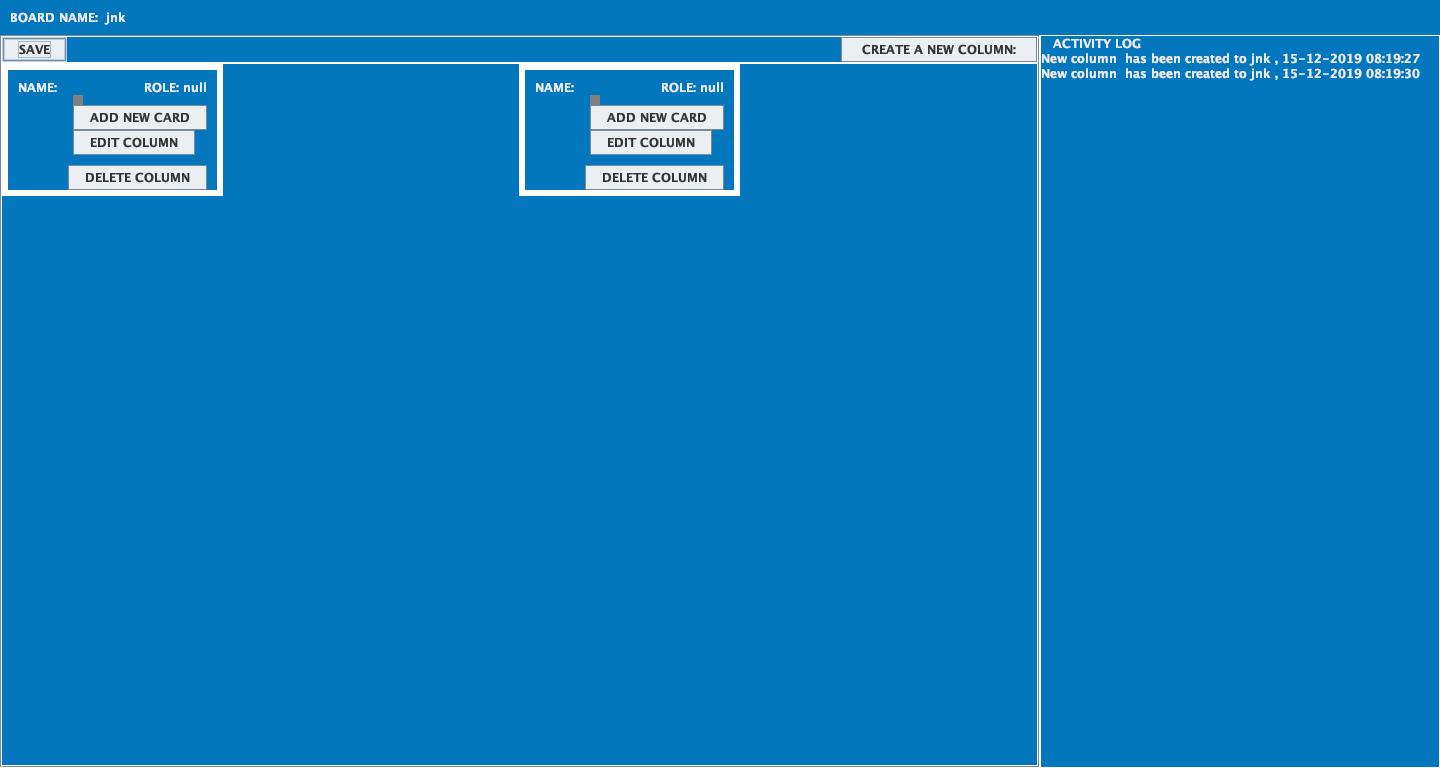 BOARD NAME: jnk
SAVE
CREATE A NEW COLUMN:
NAME: ROLE: null
ADD NEW CARD
EDIT COLUMN
DELETE COLUMN
NAME: ROLE: null
ADD NEW CARD
EDIT COLUMN
DELETE COLUMN
ACTIVITY LOG
New column  has been created to jnk , 15-12-2019 08:19:27
New column  has been created to jnk , 15-12-2019 08:19:30